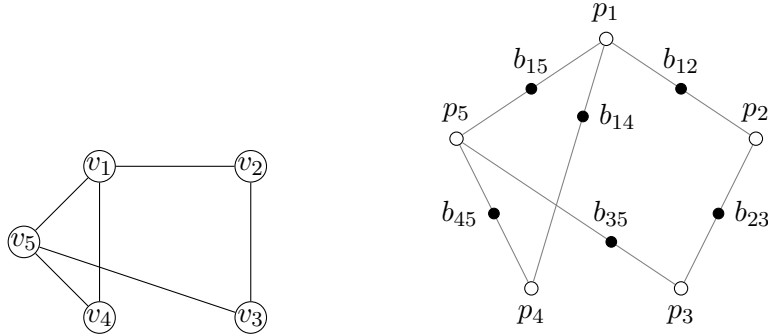 p₁
b₁₅ b₁₂
p₅ b₁₄ p₂
v₁ v₂
b₄₅ b₃₅ b₂₃
v₅
v₄ v₃
p₄ p₃